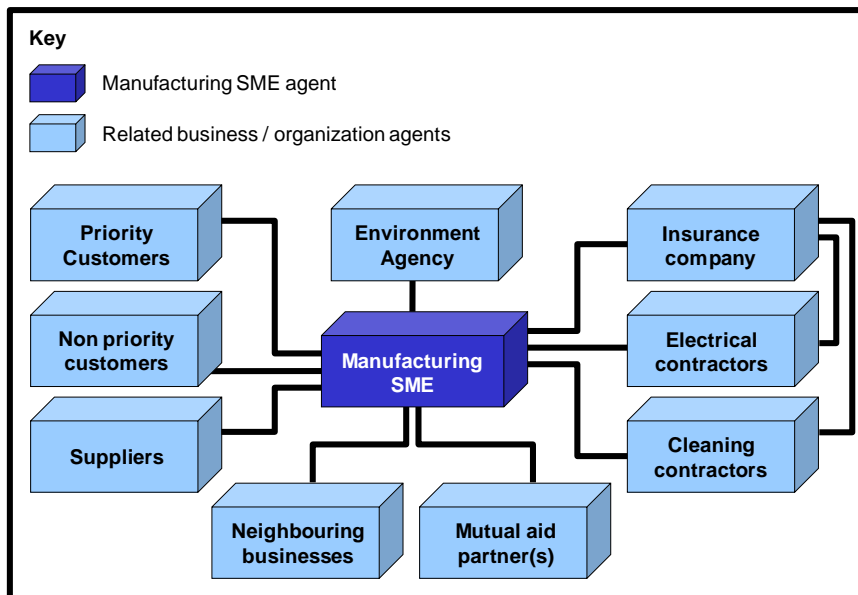 Key
Manufacturing SME agent
Related business / organization agents
Priority
Customers
Environment
Agency
Insurance
company
Non priority
customers
Manufacturing
SME
Electrical
contractors
Suppliers
Cleaning
contractors
Neighbouring
businesses
Mutual aid
partner(s)